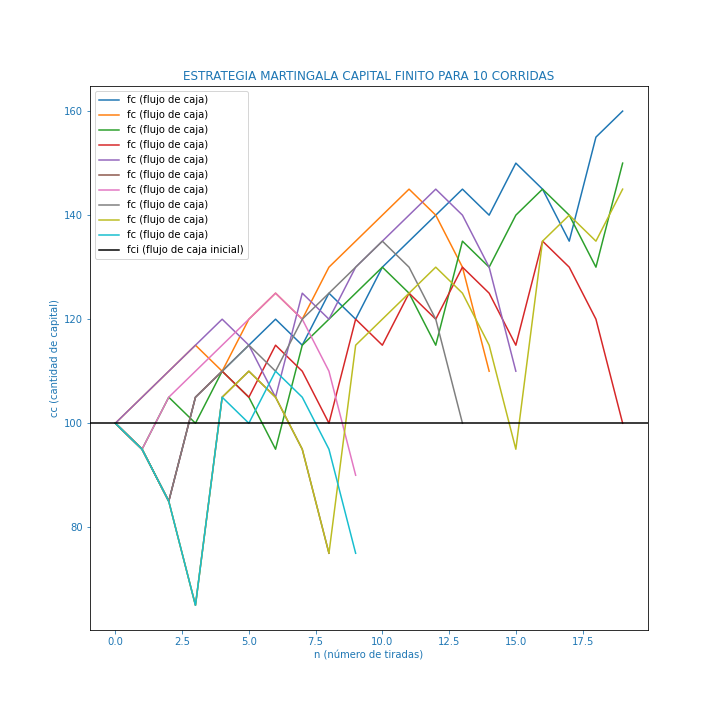 ESTRATEGIA MARTINGALA CAPITAL FINITO PARA 10 CORRIDAS
fc (flujo de caja)
fc (flujo de caja)
fc (flujo de caja)
fc (flujo de caja)
fc (flujo de caja)
fc (flujo de caja)
fc (flujo de caja)
fc (flujo de caja)
fc (flujo de caja)
fc (flujo de caja)
fci (flujo de caja inicial)
cc (cantidad de capital)
160
140
120
100
80
0.0 2.5 5.0 7.5 10.0 12.5 15.0 17.5
n (número de tiradas)